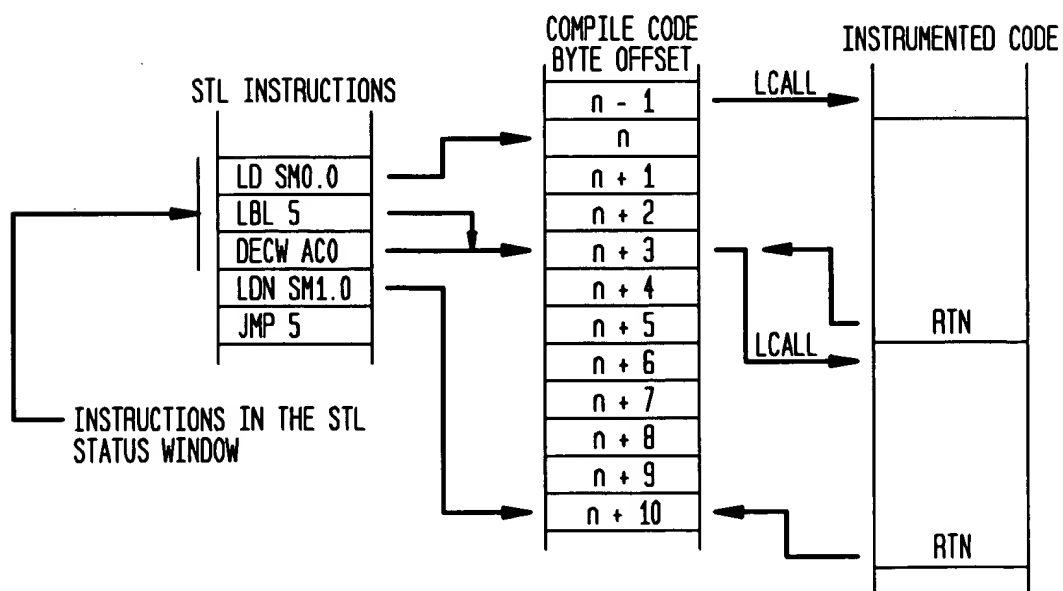 COMPILE CODE
BYTE OFFSET
INSTRUMENTED CODE
STL INSTRUCTIONS
n - 1
LCALL
n
LD SM0.0
n + 1
LBL 5
n + 2
DECW AC0
n + 3
LDN SM1.0
n + 4
JMP 5
n + 5
RTN
LCALL
n + 6
n + 7
INSTRUCTIONS IN THE STL
STATUS WINDOW
n + 8
n + 9
n + 10
RTN